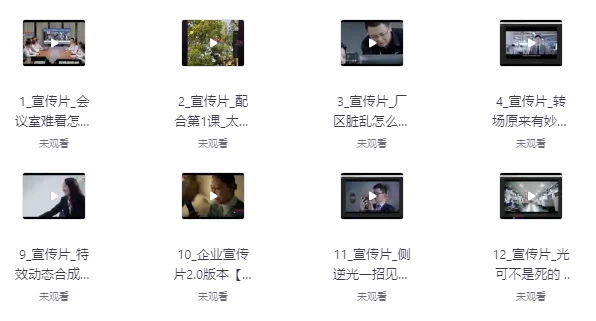 1_宣传片_会
议室难看怎...
未观看
2_宣传片_配
合第1课_太...
未观看
3_宣传片_厂
区脏乱怎么...
未观看
4_宣传片_转
场原来有妙...
未观看
9_宣传片_特
效动态合成...
未观看
10_企业宣传
片2.0版本【...
未观看
11_宣传片_侧
逆光一招见...
未观看
12_宣传片_光
可不是死的 ..
未观看